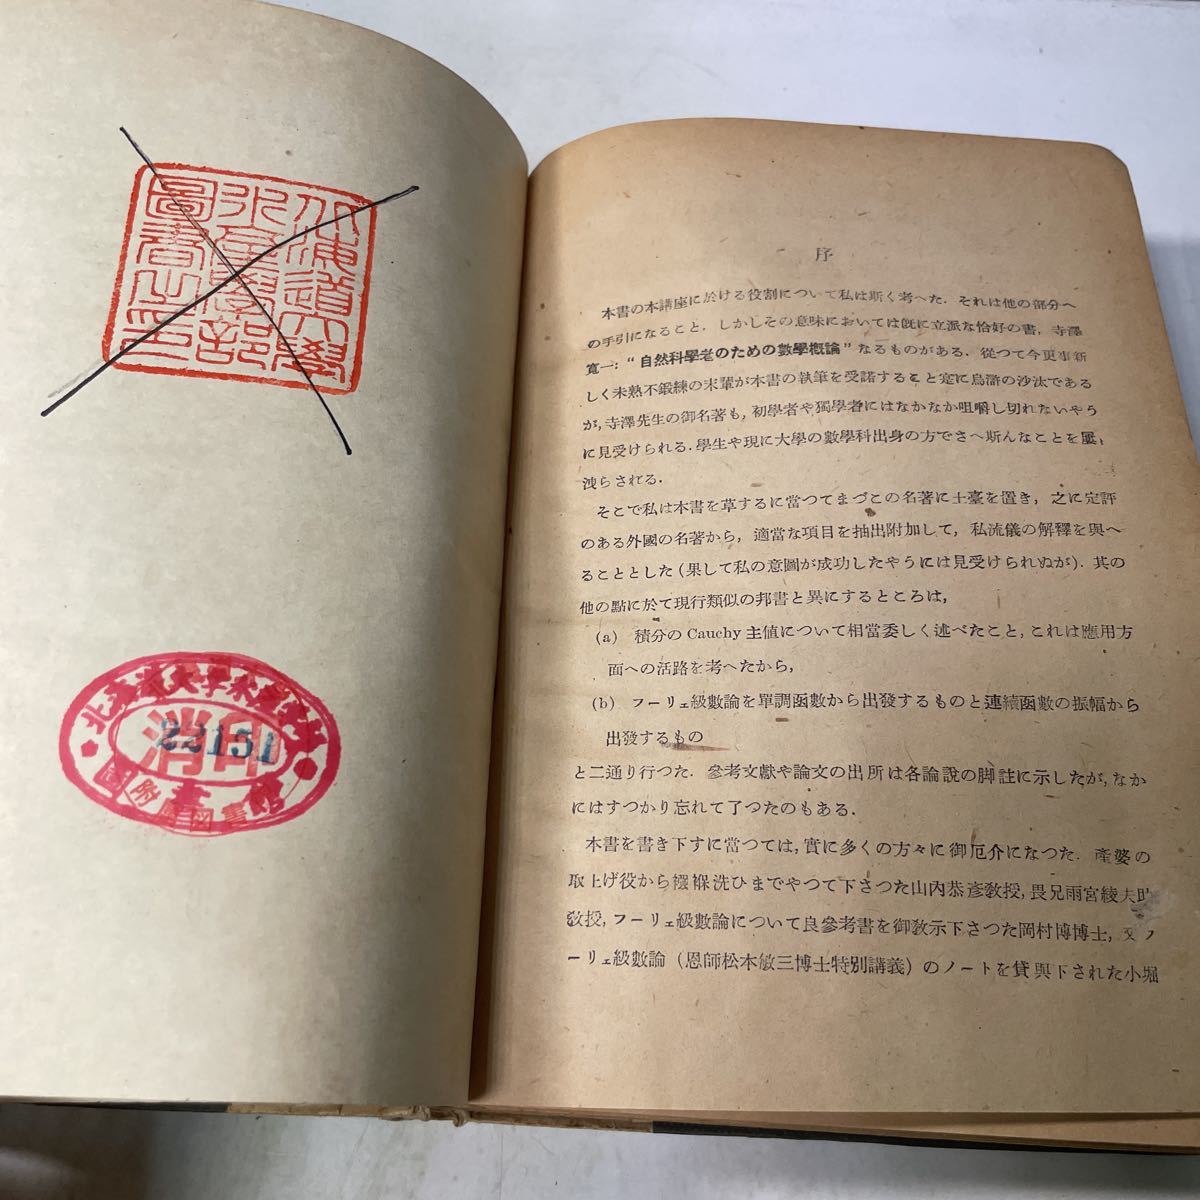 北海道大學
水產學部
圖書之印
北海道大學水產學部
消印
22151
附屬圖書館
序
本書の本講座に於ける役割について私は斯く考へた．それは他の部分へ
の手引になること．しかしその意味においては既に立派な恰好の書，寺澤
寛一: “自然科學者のための數學概論” なるものがある．從つて今更事新
しく未熟不鍛練の末輩が本書の執筆を受諾すること寔に烏滸の沙汰である
が，寺澤先生の御名著も，初學者や獨學者にはなかなか咀嚼し切れないやう
に見受けられる．學生や現に大學の數學科出身の方でさへ斯んなことを屢〻
洩らされる．
そこで私は本書を草するに當つてまづこの名著に土臺を置き，之に定評
のある外國の名著から，適當な項目を抽出附加して，私流儀の解釋を與へ
ることとした (果して私の意圖が成功したやうには見受けられぬが)．其の
他の點に於て現行類似の邦書と異にするところは，
(a) 積分の Cauchy 主値について相當委しく述べたこと，これは應用方
面への活路を考へたから，
(b) フーリェ級數論を單調函數から出發するものと連續函數の振幅から
出發するもの
と二通り行つた．參考文獻や論文の出所は各論說の脚註に示したが，なか
にはすつかり忘れて了つたのもある．
本書を書き下すに當つては，實に多くの方々に御厄介になつた．產婆の
取上げ役から襁褓洗ひまでやつて下さつた山內恭彥敎授，畏兄雨宮綾夫助
敎授，フーリェ級數論について良參考書を御敎示下さつた岡村博博士，又フ
ーリェ級數論 (恩師松本敏三博士特別講義) のノートを貸與下された小堀